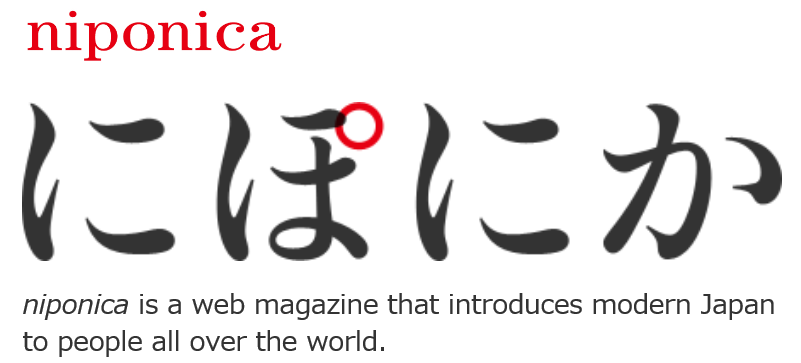 niponica
にぽにか
niponica is a web magazine that introduces modern Japan
to people all over the world.